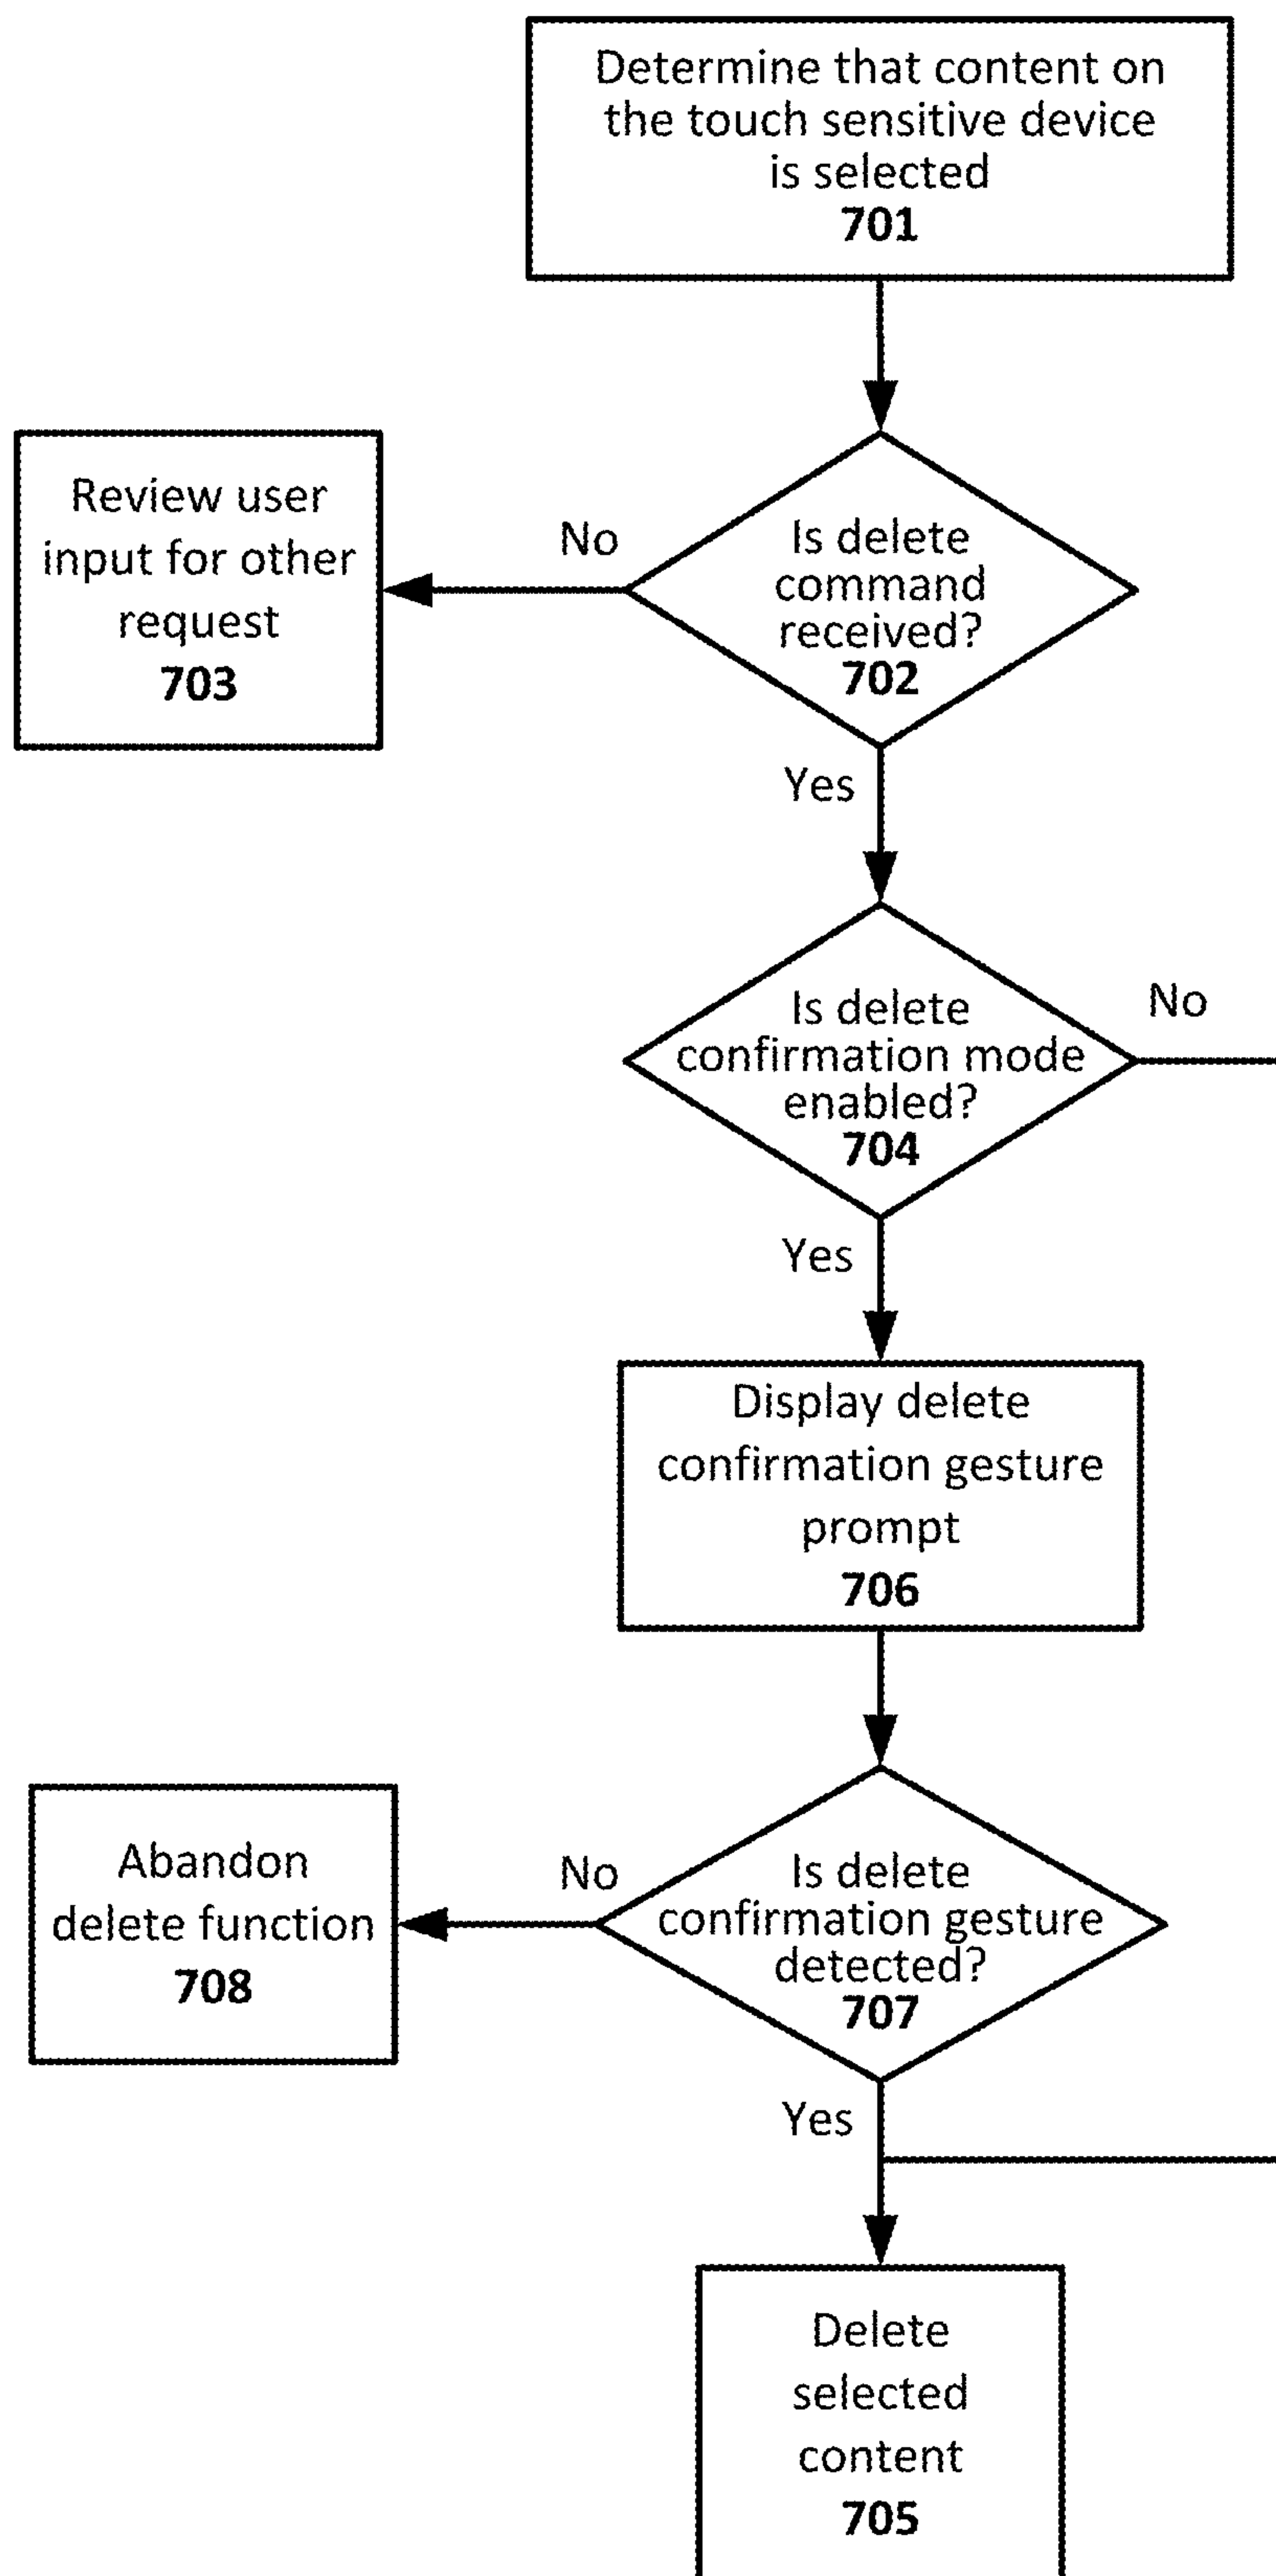 Determine that content on
the touch sensitive device
is selected
701
Review user
input for other
request
703
No
Is delete
command
received?
702
Yes
Is delete
confirmation mode
enabled?
704
No
Yes
Display delete
confirmation gesture
prompt
706
Abandon
delete function
708
No
Is delete
confirmation gesture
detected?
707
Yes
Delete
selected
content
705